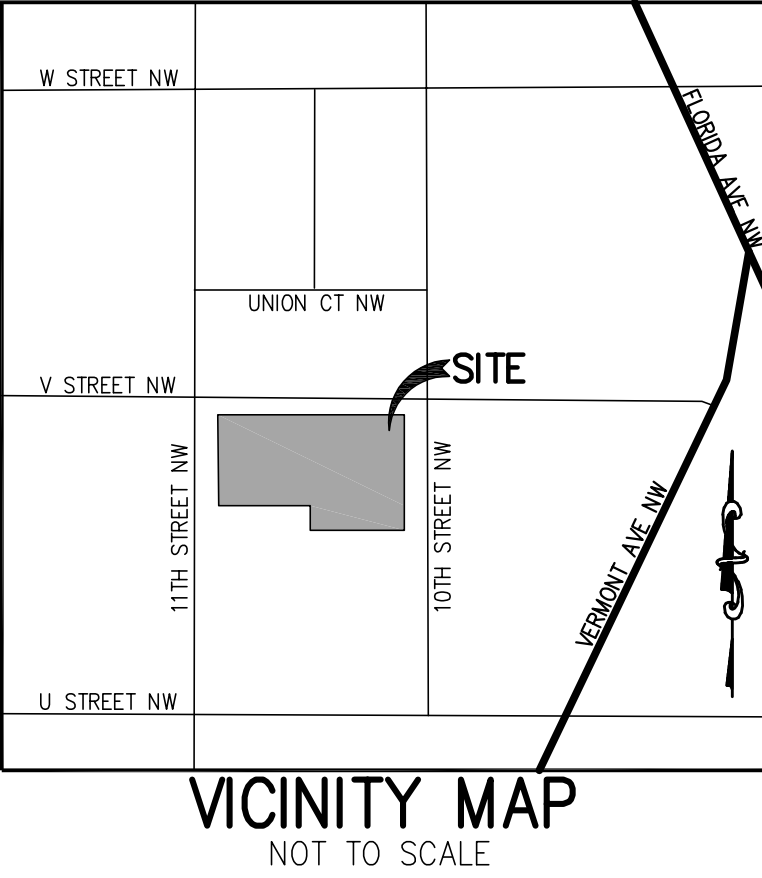 W STREET NW
FLORIDA AVE NW
UNION CT NW
SITE
V STREET NW
11TH STREET NW
10TH STREET NW
VERMONT AVE NW
U STREET NW
VICINITY MAP
NOT TO SCALE